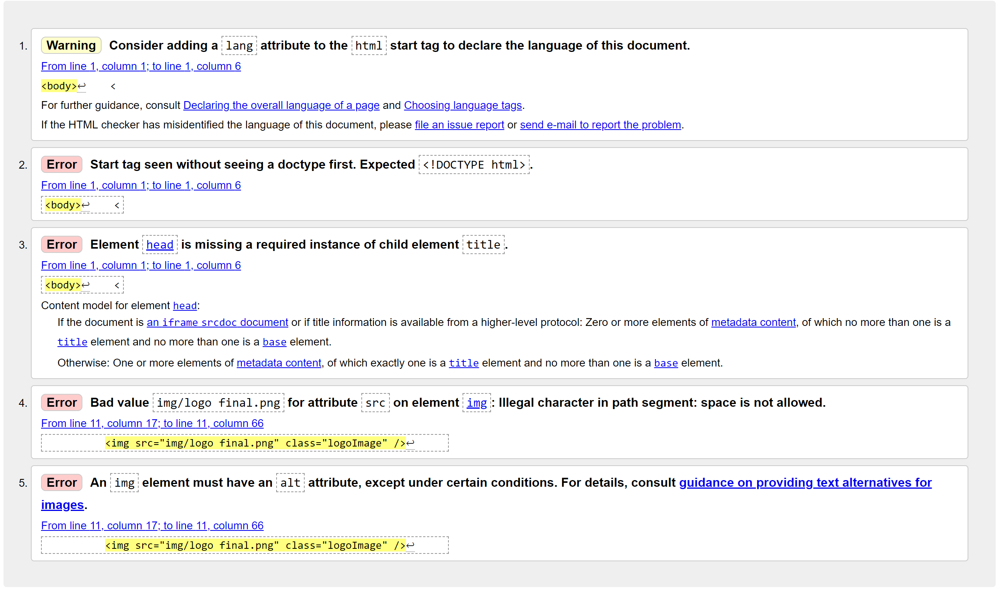 1. Warning Consider adding a lang attribute to the html start tag to declare the language of this document.
From line 1, column 1; to line 1, column 6
<body>↩    <
For further guidance, consult Declaring the overall language of a page and Choosing language tags.
If the HTML checker has misidentified the language of this document, please file an issue report or send e-mail to report the problem.
2. Error Start tag seen without seeing a doctype first. Expected <!DOCTYPE html>.
From line 1, column 1; to line 1, column 6
<body>↩    <
3. Error Element head is missing a required instance of child element title.
From line 1, column 1; to line 1, column 6
<body>↩    <
Content model for element head:
If the document is an iframe srcdoc document or if title information is available from a higher-level protocol: Zero or more elements of metadata content, of which no more than one is a
title element and no more than one is a base element.
Otherwise: One or more elements of metadata content, of which exactly one is a title element and no more than one is a base element.
4. Error Bad value img/logo final.png for attribute src on element img: Illegal character in path segment: space is not allowed.
From line 11, column 17; to line 11, column 66
<img src="img/logo final.png" class="logoImage" />↩
5. Error An img element must have an alt attribute, except under certain conditions. For details, consult guidance on providing text alternatives for
images.
From line 11, column 17; to line 11, column 66
<img src="img/logo final.png" class="logoImage" />↩